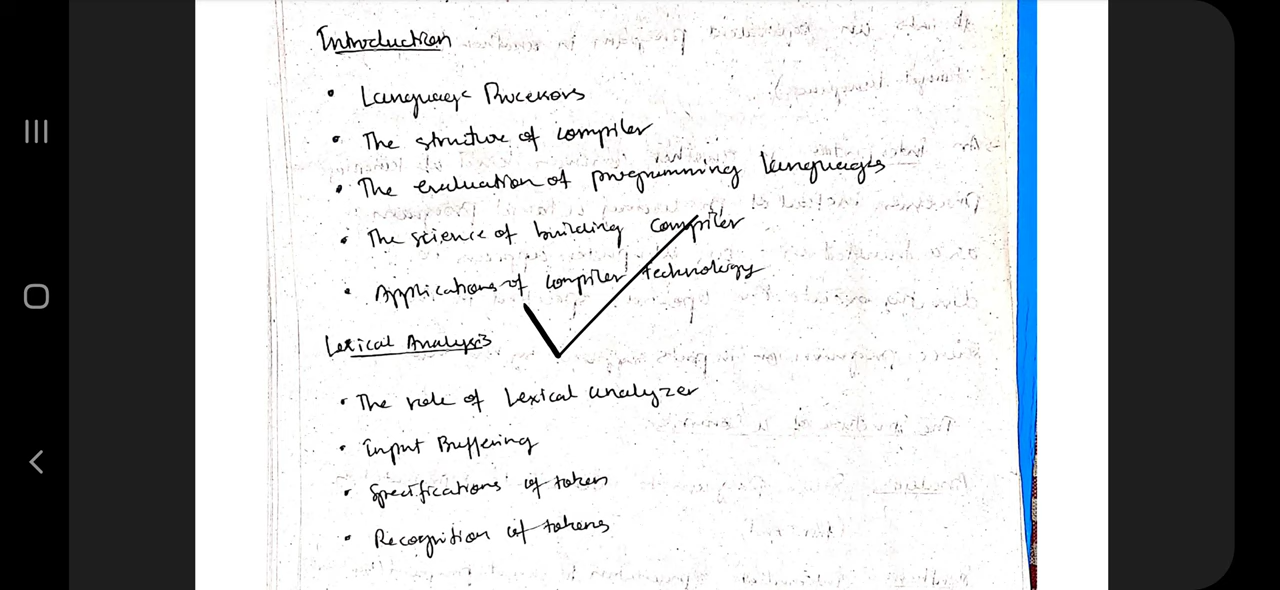 Introduction
• Language Processors
• The structure of compiler
• The evaluation of programming languages
• The science of building compiler
• Applications of compiler technology
Lexical Analysis
• The role of Lexical analyzer
• Input Buffering
• Specifications of token
• Recognition of tokens